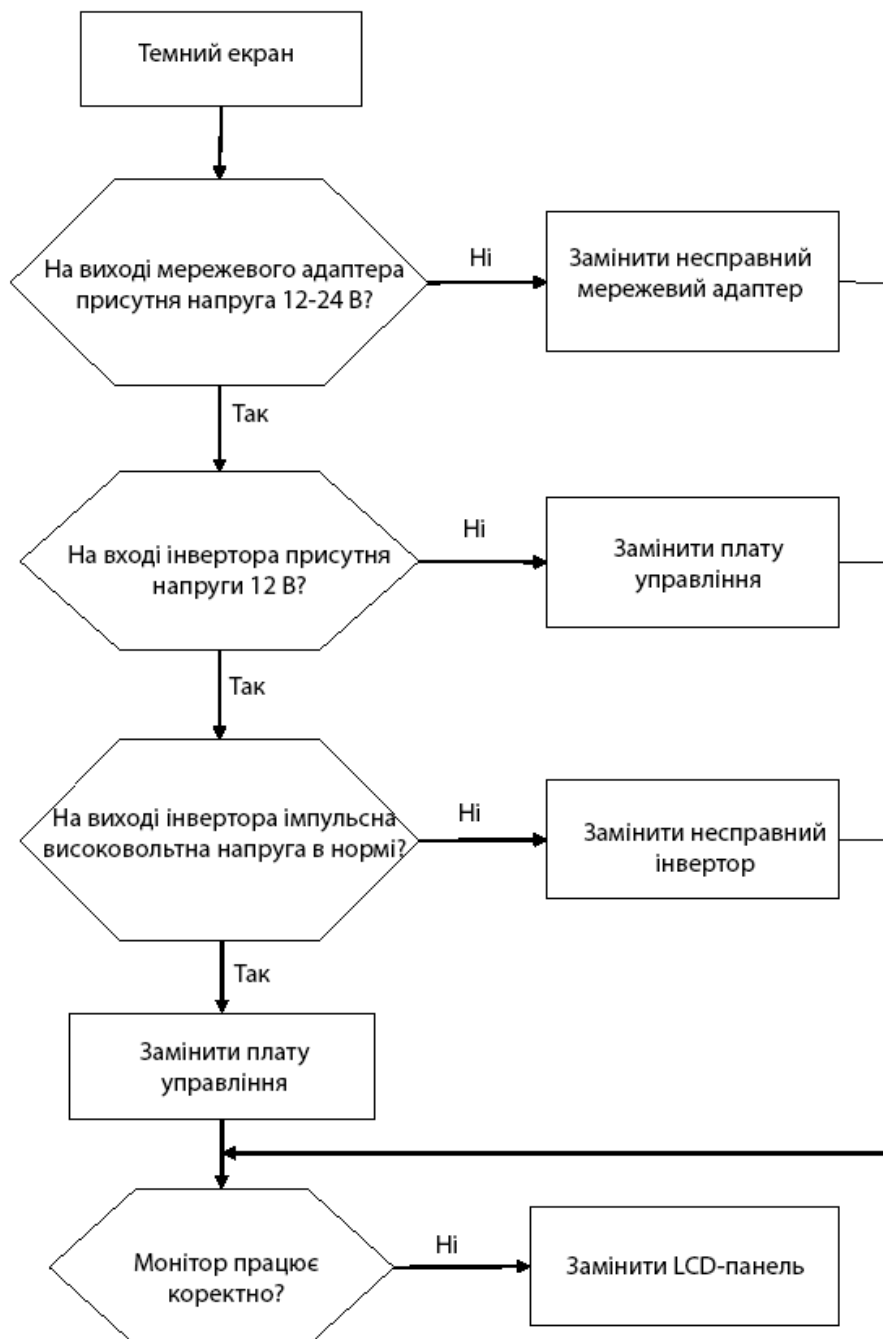 Темний екран
На виході мережевого адаптера
присутня напруга 12-24 В?
Ні
Замінити несправний
мережевий адаптер
Так
На вході інвертора присутня
напруги 12 В?
Ні
Замінити плату
управління
Так
На виході інвертора імпульсна
високовольтна напруга в нормі?
Ні
Замінити несправний
інвертор
Так
Замінити плату
управління
Монітор працює
коректно?
Ні
Замінити LCD-панель